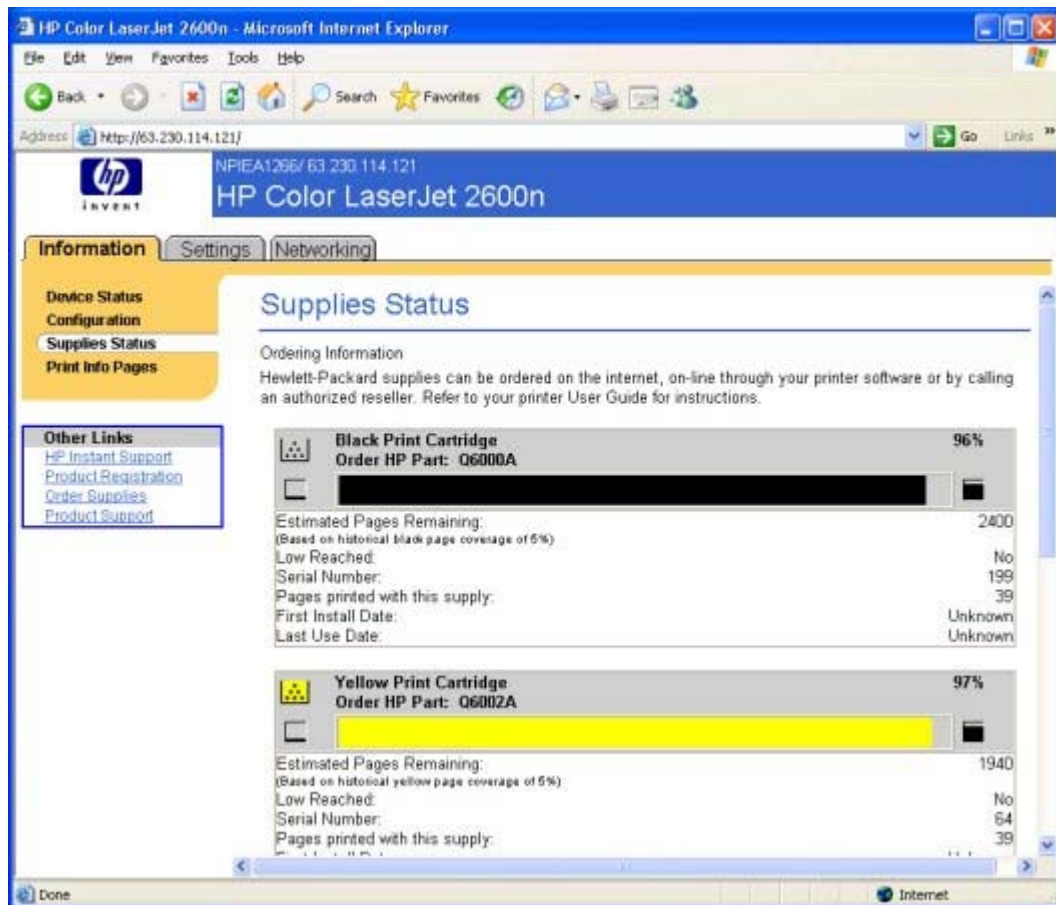 HP Color LaserJet 2600n - Microsoft Internet Explorer
File Edit View Favorites Tools Help
Back Search Favorites
Address http://63.230.114.121/ Go Links »
hp
invent
NPIEA1266/ 63.230.114.121
HP Color LaserJet 2600n
Information Settings Networking
Device Status
Configuration
Supplies Status
Print Info Pages
Other Links
HP Instant Support
Product Registration
Order Supplies
Product Support
Supplies Status
Ordering Information
Hewlett-Packard supplies can be ordered on the internet, on-line through your printer software or by calling
an authorized reseller. Refer to your printer User Guide for instructions.
Black Print Cartridge 96%
Order HP Part: Q6000A
Estimated Pages Remaining: 2400
(Based on historical black page coverage of 5%)
Low Reached: No
Serial Number: 199
Pages printed with this supply: 39
First Install Date: Unknown
Last Use Date: Unknown
Yellow Print Cartridge 97%
Order HP Part: Q6002A
Estimated Pages Remaining: 1940
(Based on historical yellow page coverage of 5%)
Low Reached: No
Serial Number: 64
Pages printed with this supply: 39
Done Internet